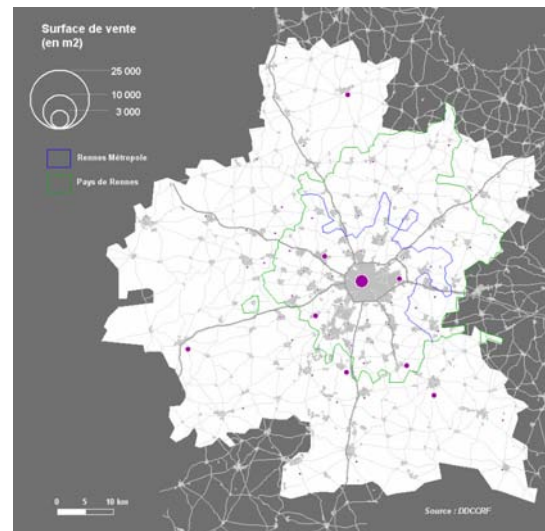 Surface de vente
(en m2)
25 000
10 000
3 000
Rennes Métropole
Pays de Rennes
0 5 10 km
Source : DDCCRF